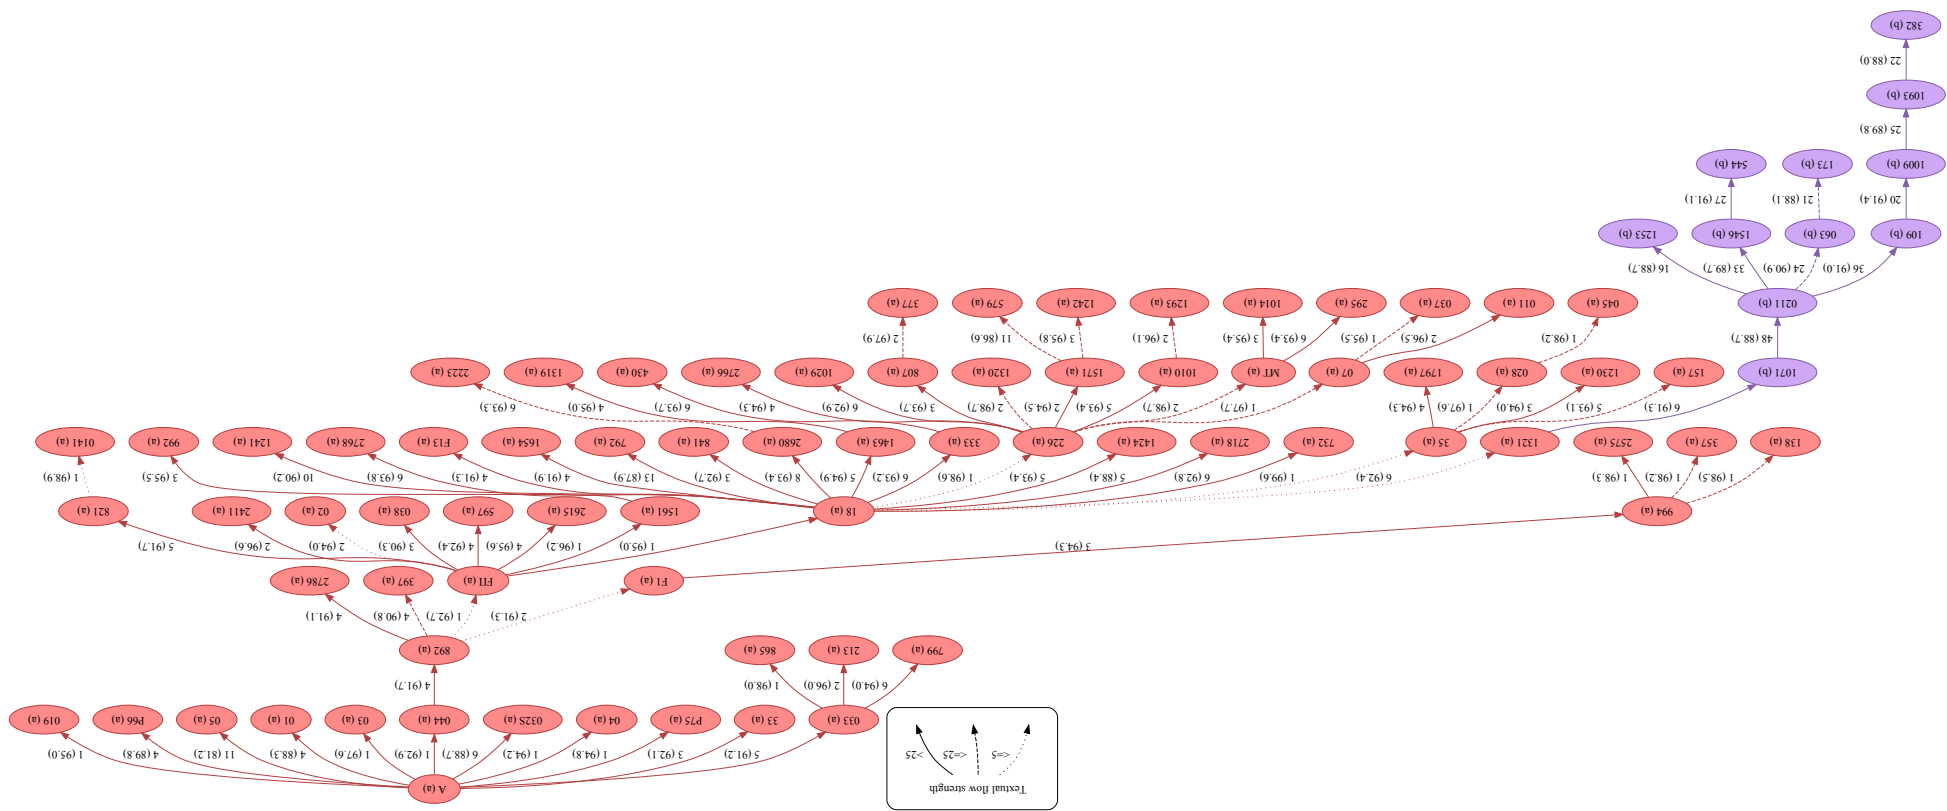 A (a)
Textual flow strength
<=5
<=25
>25
5 (91.2)
3 (92.1)
1 (94.8)
1 (94.2)
6 (88.7)
1 (92.9)
1 (97.6)
4 (88.3)
11 (81.2)
4 (89.8)
1 (95.0)
033 (a)
33 (a)
P75 (a)
04 (a)
032S (a)
044 (a)
03 (a)
01 (a)
05 (a)
P66 (a)
019 (a)
6 (94.0)
2 (96.0)
1 (98.0)
4 (91.7)
799 (a)
213 (a)
865 (a)
892 (a)
2 (91.3)
1 (92.7)
4 (90.8)
4 (91.1)
F1 (a)
FΠ (a)
397 (a)
2786 (a)
3 (94.3)
1 (95.0)
1 (96.2)
4 (95.6)
4 (92.4)
3 (90.3)
2 (94.0)
2 (96.6)
5 (91.7)
994 (a)
18 (a)
1561 (a)
2615 (a)
597 (a)
038 (a)
02 (a)
2411 (a)
821 (a)
1 (98.5)
1 (98.2)
1 (98.3)
6 (92.4)
1 (99.6)
6 (92.8)
5 (88.4)
5 (93.4)
1 (98.6)
6 (93.2)
5 (94.9)
8 (93.4)
3 (92.7)
13 (87.9)
4 (91.9)
4 (91.3)
6 (93.8)
10 (90.2)
3 (95.5)
1 (98.9)
138 (a)
357 (a)
2575 (a)
1321 (a)
35 (a)
732 (a)
2718 (a)
1424 (a)
226 (a)
333 (a)
1463 (a)
2680 (a)
841 (a)
792 (a)
1654 (a)
F13 (a)
2768 (a)
1241 (a)
992 (a)
0141 (a)
6 (91.3)
5 (93.1)
3 (94.0)
1 (97.6)
4 (94.3)
1 (97.7)
2 (98.7)
5 (93.4)
2 (94.5)
2 (98.7)
3 (93.7)
6 (92.9)
4 (94.3)
6 (93.7)
4 (95.0)
6 (93.3)
1071 (b)
157 (a)
1230 (a)
028 (a)
1797 (a)
07 (a)
MT (a)
1010 (a)
1571 (a)
1320 (a)
807 (a)
1029 (a)
2766 (a)
430 (a)
1319 (a)
2223 (a)
48 (88.7)
1 (98.2)
2 (96.5)
1 (95.5)
6 (93.4)
3 (95.4)
2 (96.1)
3 (95.8)
11 (86.6)
2 (97.9)
0211 (b)
045 (a)
011 (a)
037 (a)
295 (a)
1014 (a)
1293 (a)
1242 (a)
579 (a)
377 (a)
36 (91.0)
24 (90.9)
33 (89.7)
16 (88.7)
109 (b)
063 (b)
1546 (b)
1253 (b)
20 (91.4)
21 (88.1)
27 (91.1)
1009 (b)
173 (b)
544 (b)
25 (89.8)
1093 (b)
22 (88.0)
382 (b)